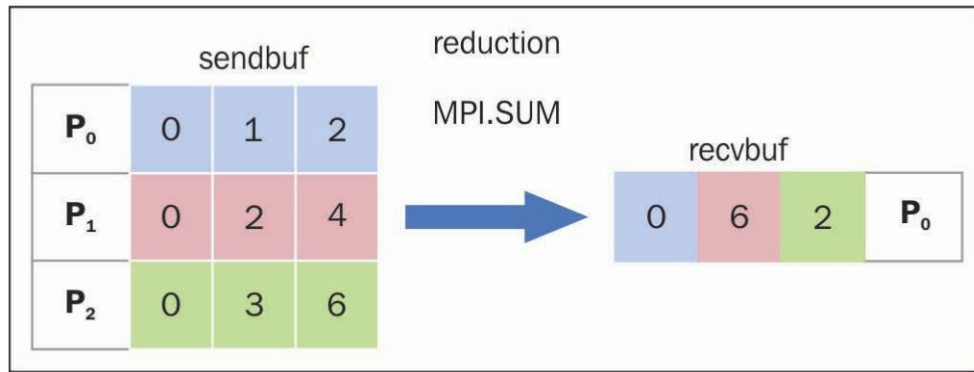 reduction
sendbuf
MPI.SUM
P₀ 0 1 2
recvbuf
P₁ 0 2 4
0 6 2 P₀
P₂ 0 3 6